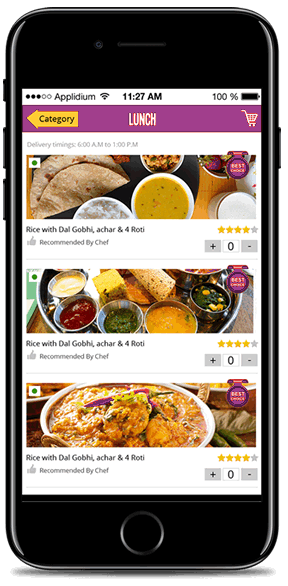 ●●●○○ Applidium 11:27 AM 100 %
Category LUNCH
Delivery timings: 6:00 A.M to 1:00 P.M
BEST CHOICE
Rice with Dal Gobhi, achar & 4 Roti
Recommended By Chef
+ 0 -
BEST CHOICE
Rice with Dal Gobhi, achar & 4 Roti
Recommended By Chef
+ 0 -
BEST CHOICE
Rice with Dal Gobhi, achar & 4 Roti
Recommended By Chef
+ 0 -